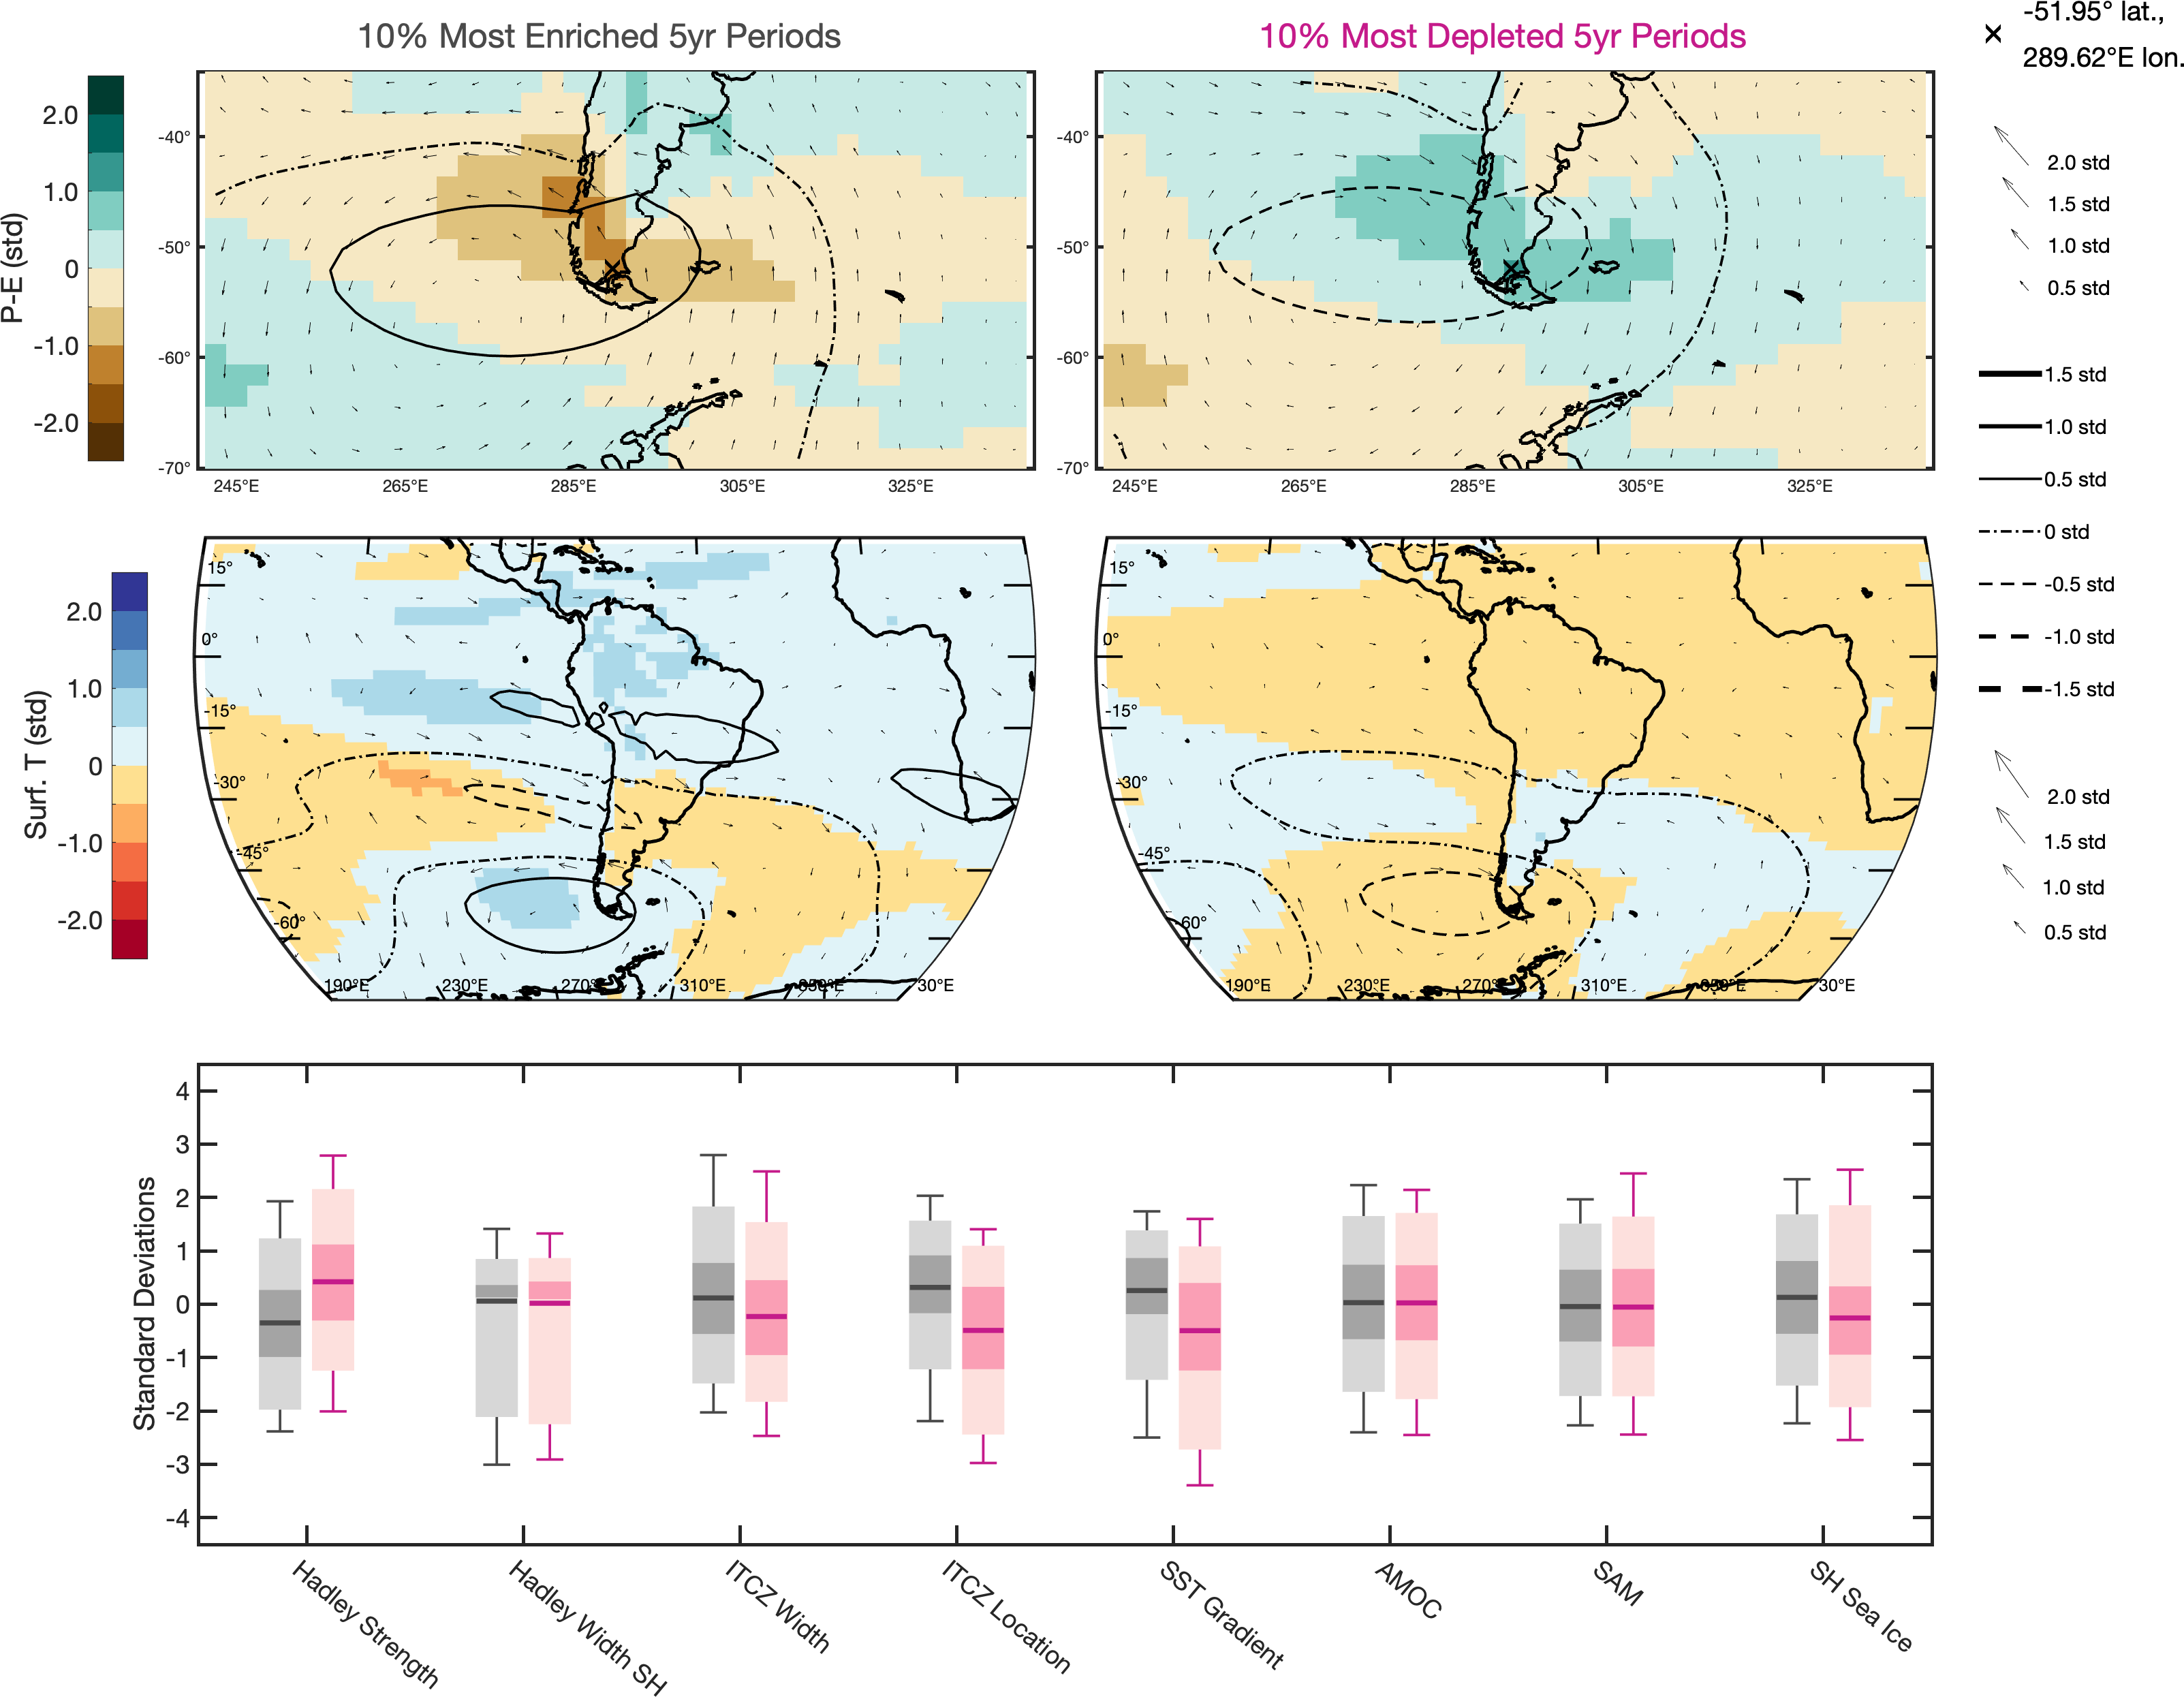 10% Most Enriched 5yr Periods
10% Most Depleted 5yr Periods
-51.95° lat.,
289.62°E lon.
P-E (std)
2.0
1.0
0
-1.0
-2.0
-40°
-50°
-60°
-70°
245°E
265°E
285°E
305°E
325°E
-40°
-50°
-60°
-70°
245°E
265°E
285°E
305°E
325°E
2.0 std
1.5 std
1.0 std
0.5 std
1.5 std
1.0 std
0.5 std
0 std
-0.5 std
-1.0 std
-1.5 std
Surf. T (std)
2.0
1.0
0
-1.0
-2.0
15°
0°
-15°
-30°
-45°
-60°
190°E
230°E
270°
310°E
350°E
30°E
15°
0°
-15°
-30°
-45°
-60°
190°E
230°E
270°
310°E
350°E
30°E
2.0 std
1.5 std
1.0 std
0.5 std
Standard Deviations
4
3
2
1
0
-1
-2
-3
-4
Hadley Strength
Hadley Width SH
ITCZ Width
ITCZ Location
SST Gradient
AMOC
SAM
SH Sea Ice